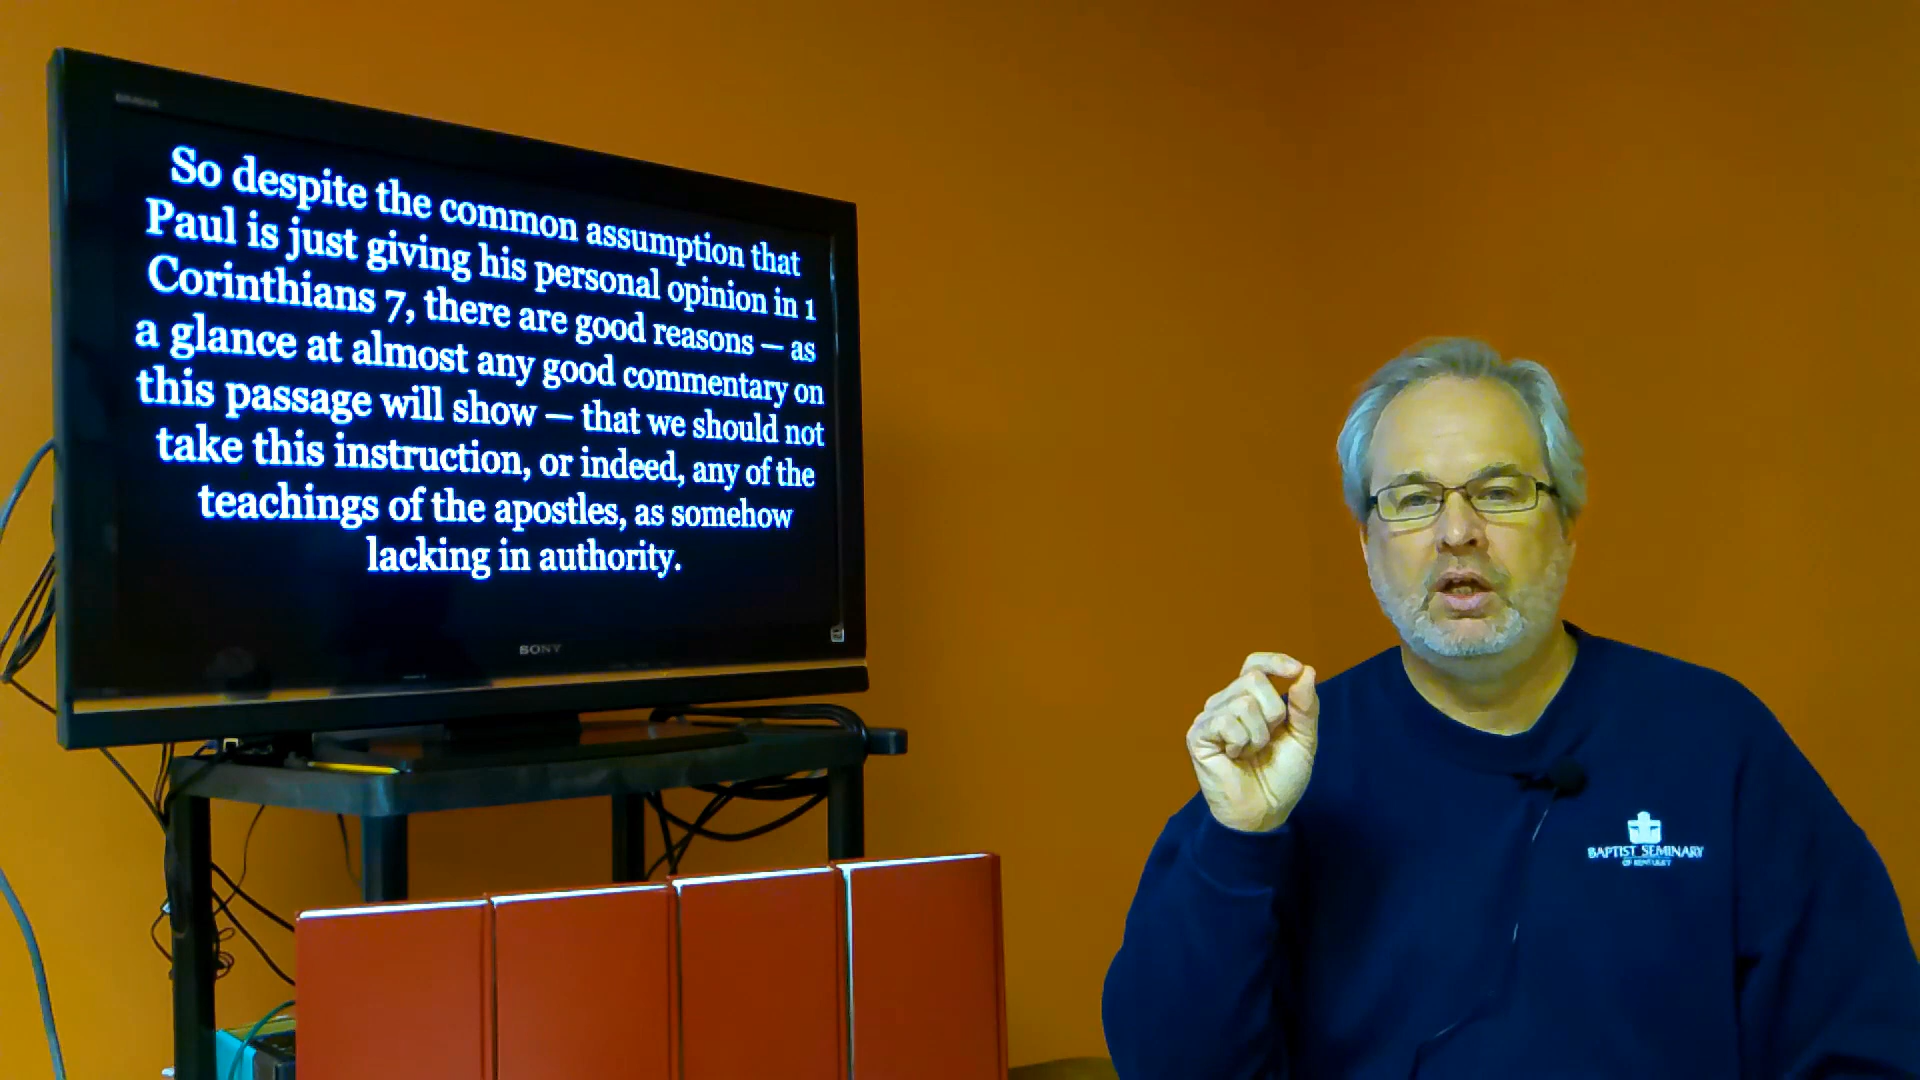 So despite the common assumption that
Paul is just giving his personal opinion in 1
Corinthians 7, there are good reasons — as
a glance at almost any good commentary on
this passage will show — that we should not
take this instruction, or indeed, any of the
teachings of the apostles, as somehow
lacking in authority.
SONY
BAPTIST SEMINARY
OF KENTUCKY